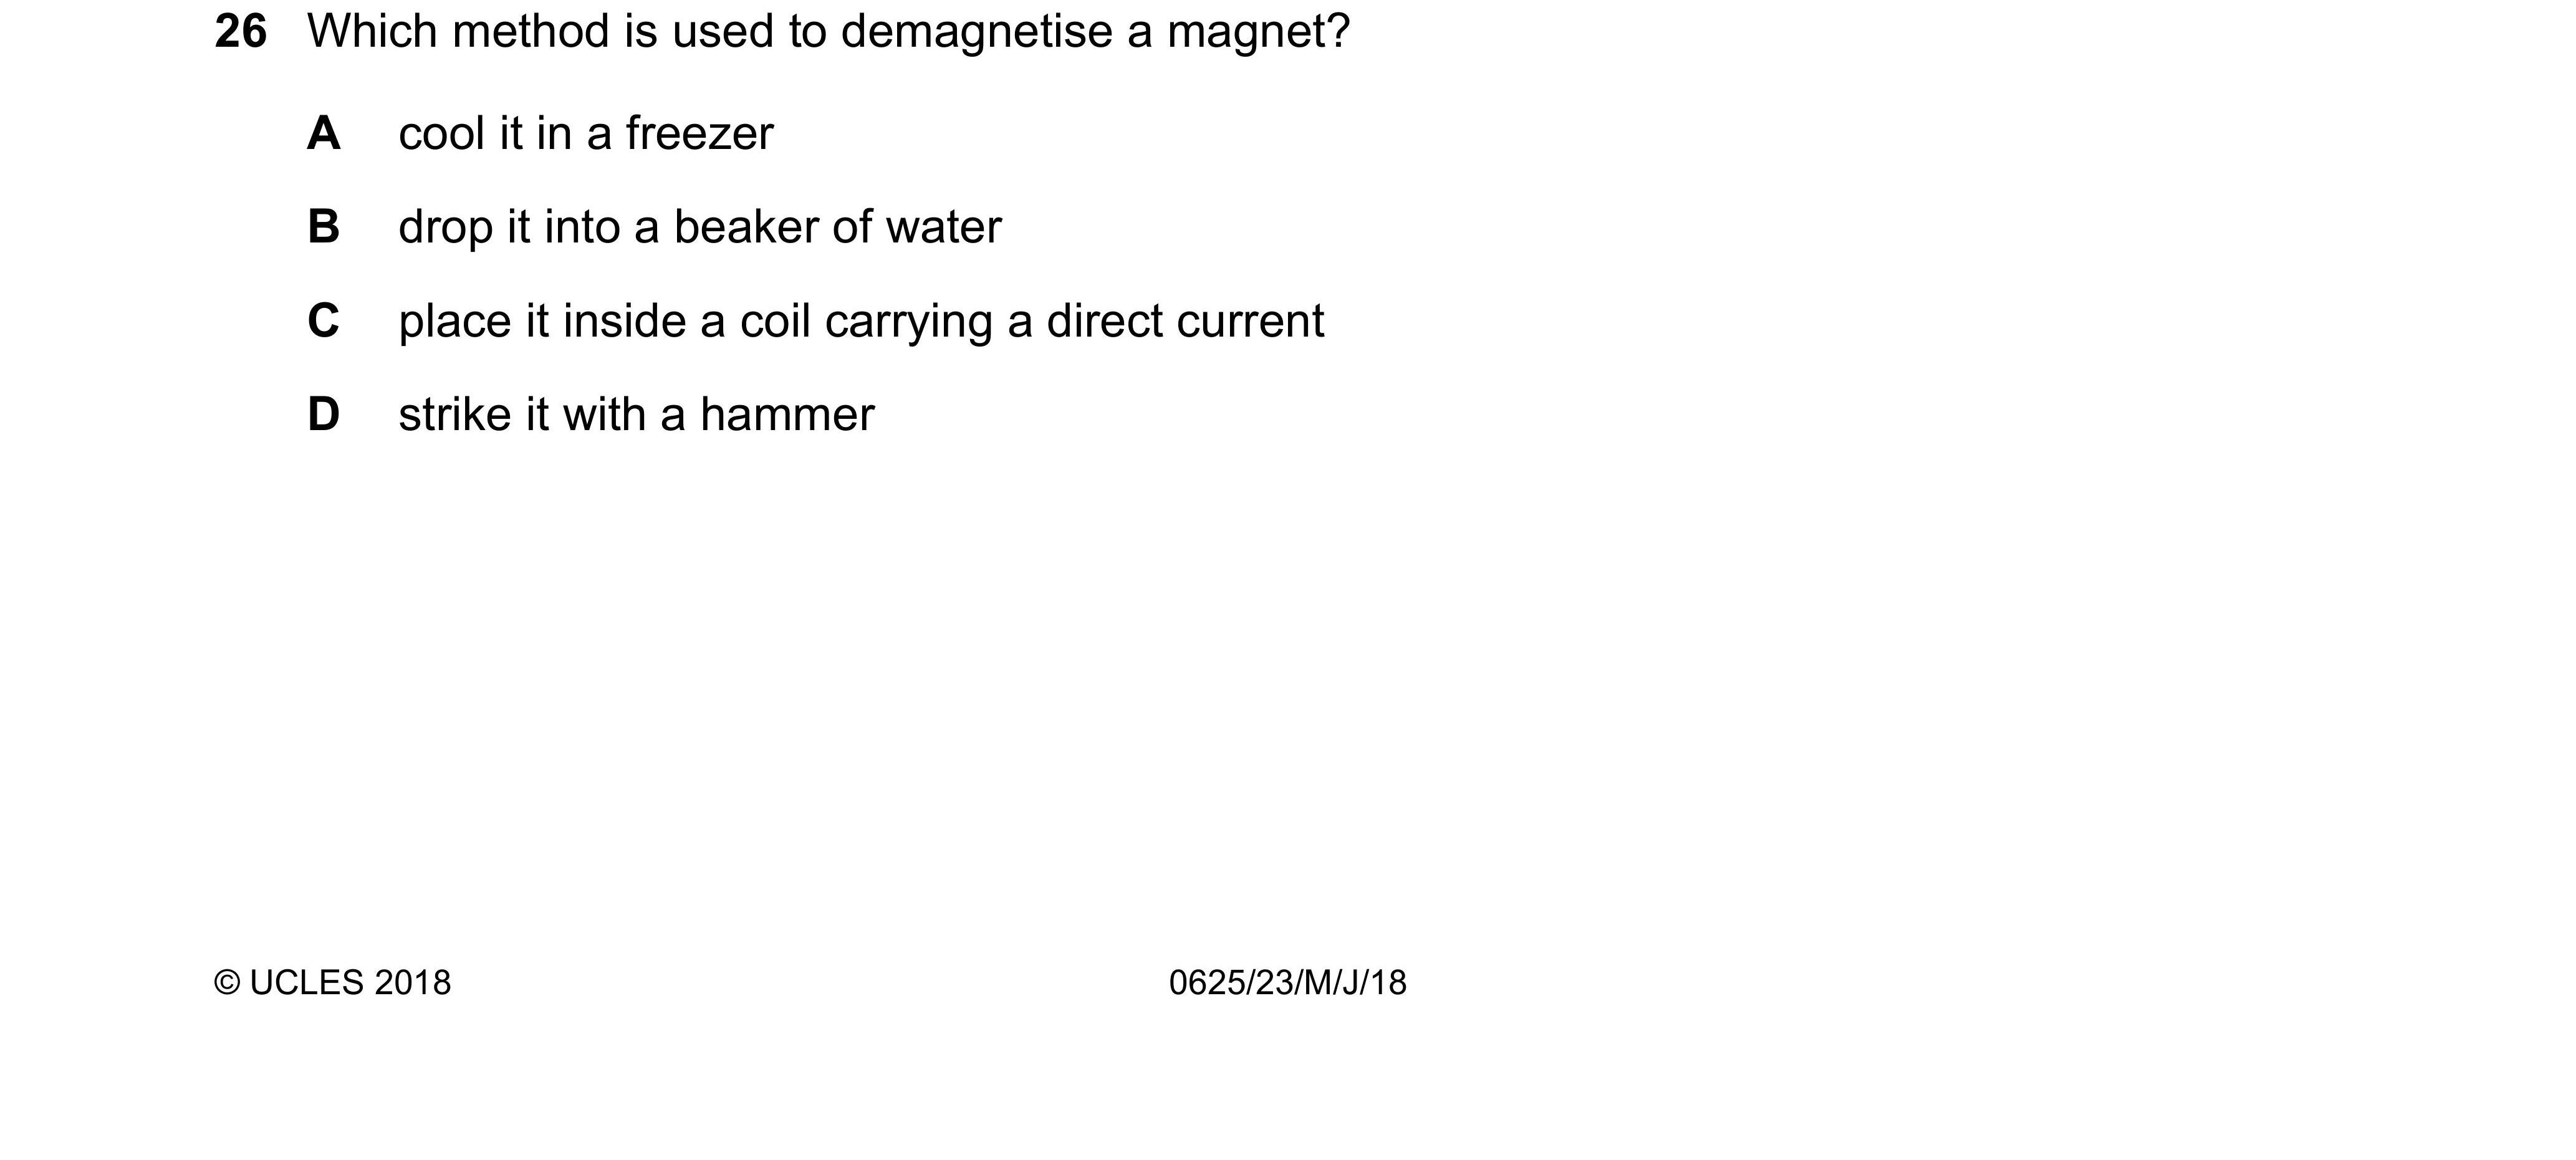 26 Which method is used to demagnetise a magnet?
A cool it in a freezer
B drop it into a beaker of water
C place it inside a coil carrying a direct current
D strike it with a hammer
© UCLES 2018 0625/23/M/J/18